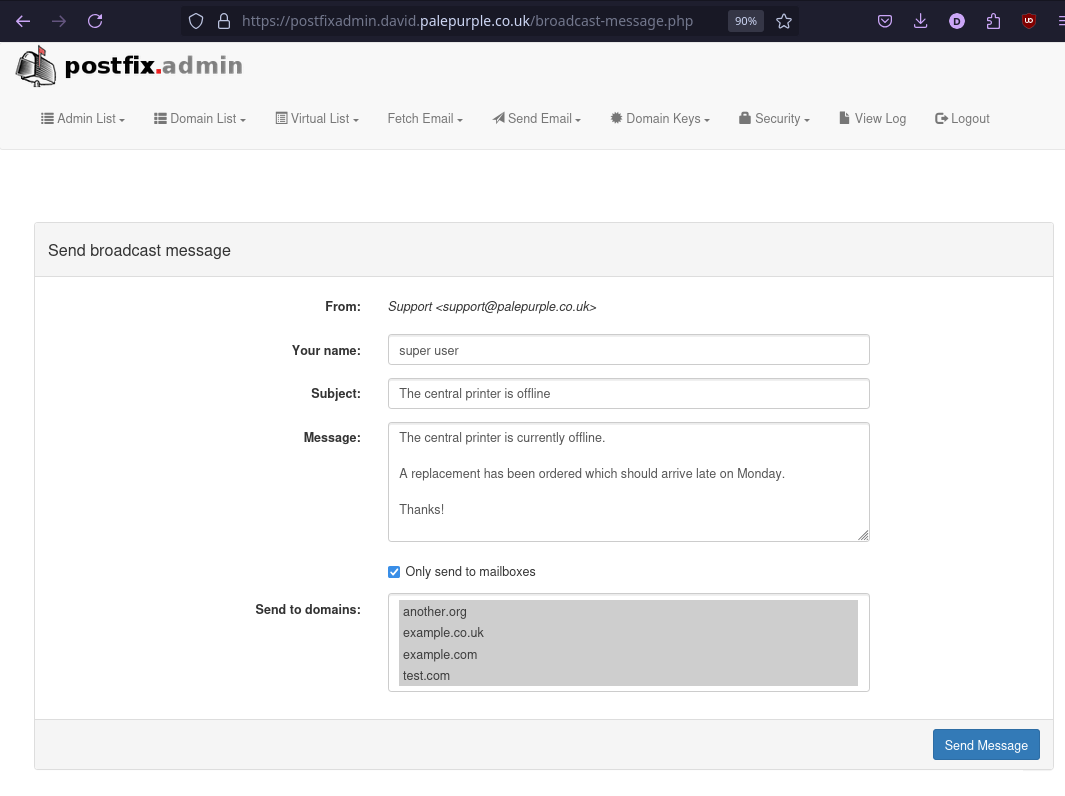 https://postfixadmin.david.palepurple.co.uk/broadcast-message.php 90% D UD
postfix.admin
Admin List Domain List Virtual List Fetch Email Send Email Domain Keys Security View Log Logout
Send broadcast message
From: Support <support@palepurple.co.uk>
Your name: super user
Subject: The central printer is offline
Message: The central printer is currently offline.
A replacement has been ordered which should arrive late on Monday.
Thanks!
Only send to mailboxes
Send to domains: another.org
example.co.uk
example.com
test.com
Send Message